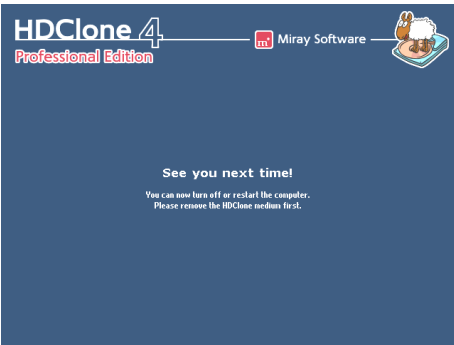 HDClone 4
Professional Edition
m Miray Software
See you next time!
You can now turn off or restart the computer.
Please remove the HDClone medium first.